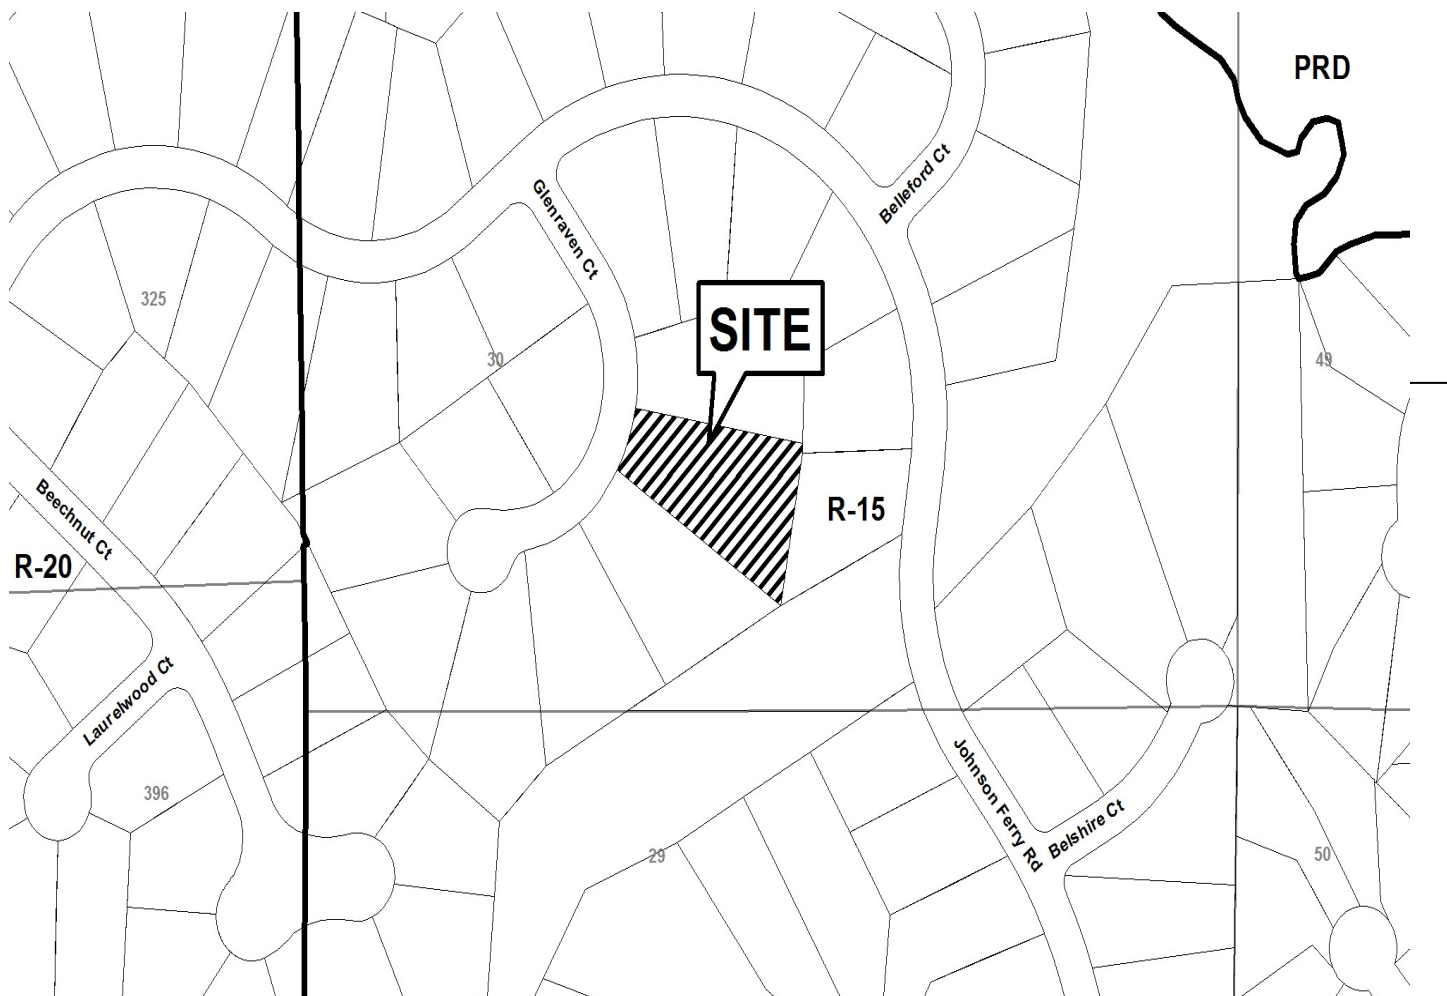 PRD
Belleford Ct
Glenraven Ct
325
SITE
30
49
Beechnut Ct
R-15
R-20
Laurelwood Ct
396
Johnson Ferry Rd
Belshire Ct
29
50